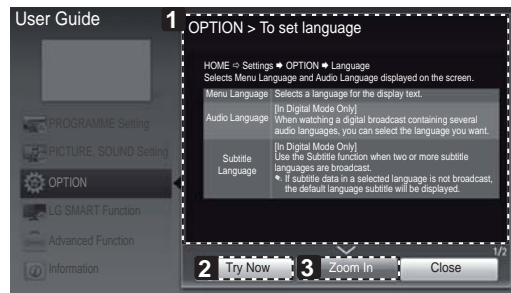 User Guide
1
OPTION > To set language
HOME ⇨ Settings ➡ OPTION ➡ Language
Selects Menu Language and Audio Language displayed on the screen.
Menu Language Selects a language for the display text.
Audio Language
[In Digital Mode Only]
When watching a digital broadcast containing several
audio languages, you can select the language you want.
Subtitle
Language
[In Digital Mode Only]
Use the Subtitle function when two or more subtitle
languages are broadcast.
If subtitle data in a selected language is not broadcast,
the default language subtitle will be displayed.
PROGRAMME Setting
PICTURE, SOUND Setting
OPTION
LG SMART Function
Advanced Function
Information
1/2
2 Try Now
3 Zoom In
Close